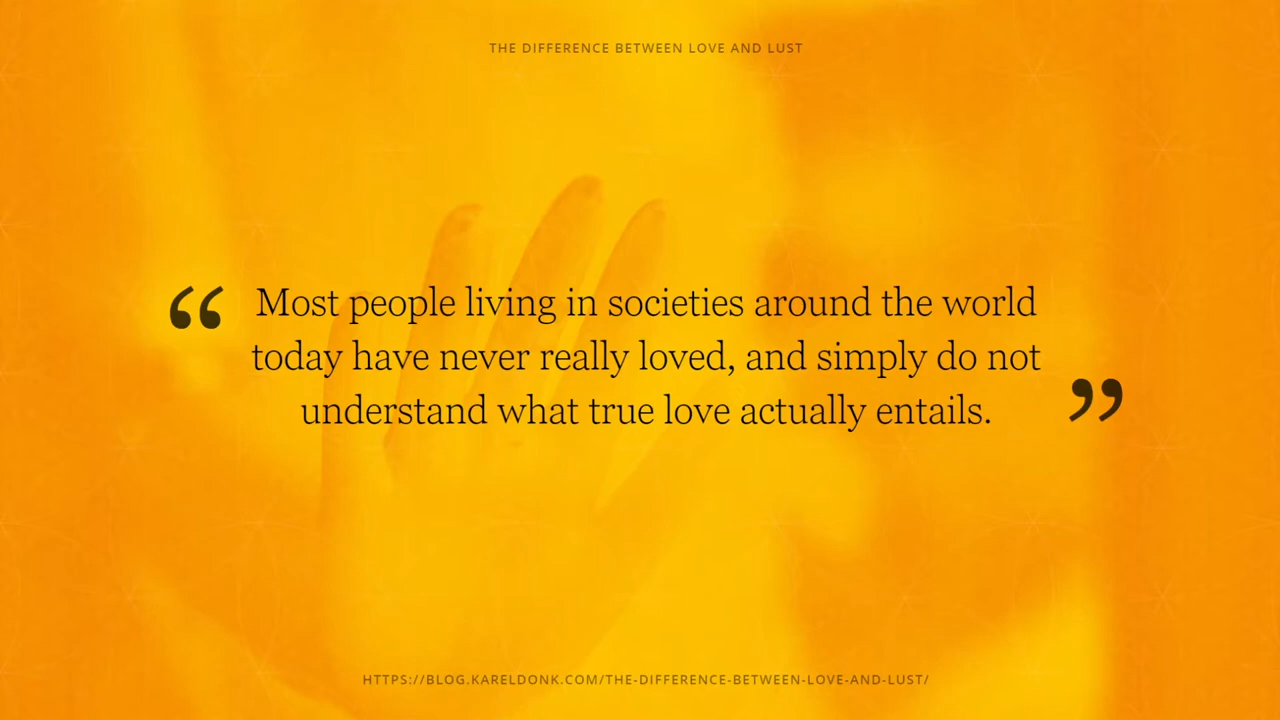 THE DIFFERENCE BETWEEN LOVE AND LUST
“ Most people living in societies around the world
today have never really loved, and simply do not
understand what true love actually entails. ”
HTTPS://BLOG.KARELDONK.COM/THE-DIFFERENCE-BETWEEN-LOVE-AND-LUST/